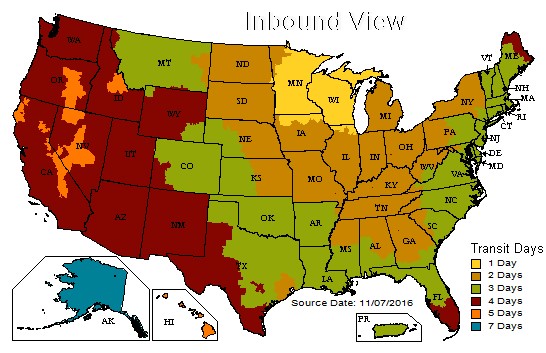 Inbound View
WA
OR
CA
NV
ID
MT
WY
UT
AZ
CO
NM
ND
SD
NE
KS
OK
TX
MN
IA
MO
AR
LA
WI
IL
MS
MI
IN
KY
TN
AL
OH
WV
GA
FL
SC
NC
VA
PA
NY
VT
ME
NH
MA
RI
CT
NJ
DE
MD
AK
HI
PR
Source Date: 11/07/2016
Transit Days
1 Day
2 Days
3 Days
4 Days
5 Days
7 Days